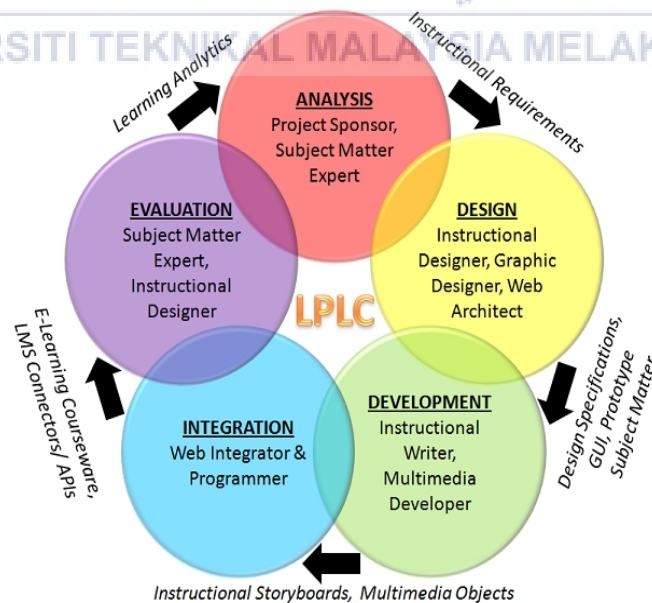 RSITI TEKNIKAL MALAYSIA MELAK
Learning Analytics
Instructional Requirements
ANALYSIS
Project Sponsor,
Subject Matter
Expert
EVALUATION
Subject Matter
Expert,
Instructional
Designer
DESIGN
Instructional
Designer, Graphic
Designer, Web
Architect
LPLC
E-Learning Courseware,
LMS Connectors/ APIs
Design Specifications,
GUI, Prototype
Subject Matter
INTEGRATION
Web Integrator &
Programmer
DEVELOPMENT
Instructional
Writer,
Multimedia
Developer
Instructional Storyboards, Multimedia Objects